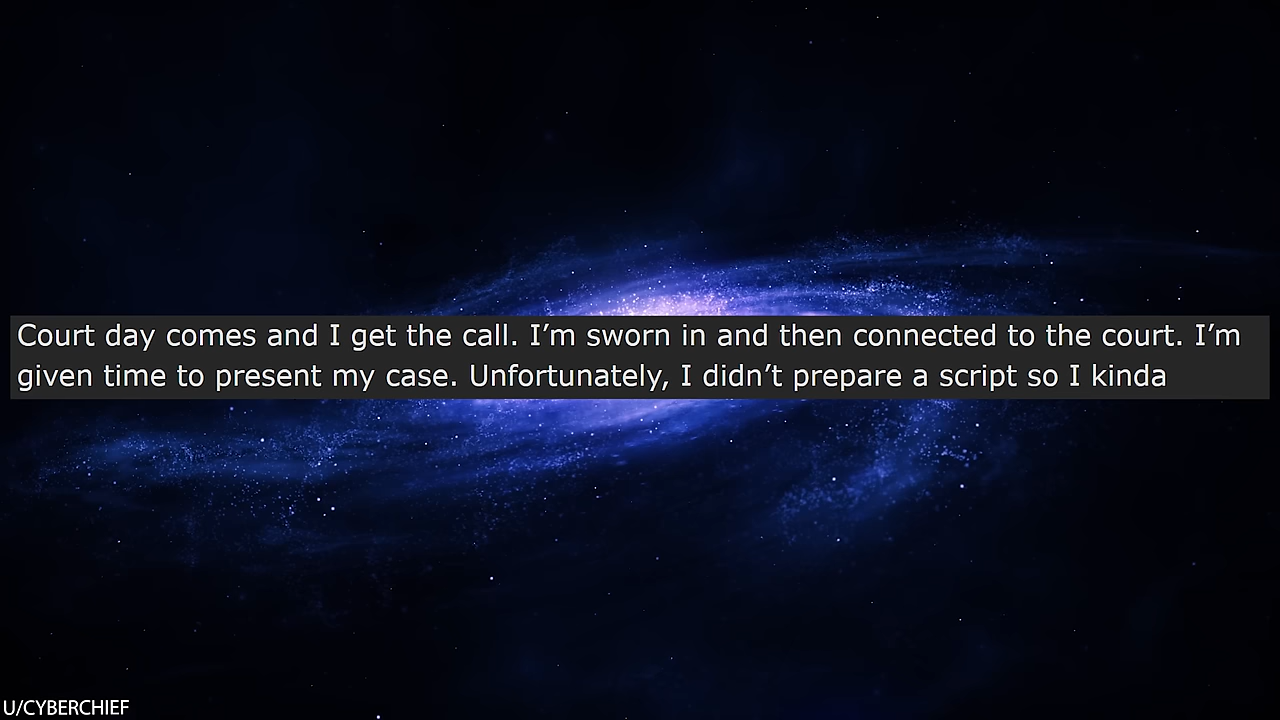 Court day comes and I get the call. I’m sworn in and then connected to the court. I’m
given time to present my case. Unfortunately, I didn’t prepare a script so I kinda
U/CYBERCHIEF